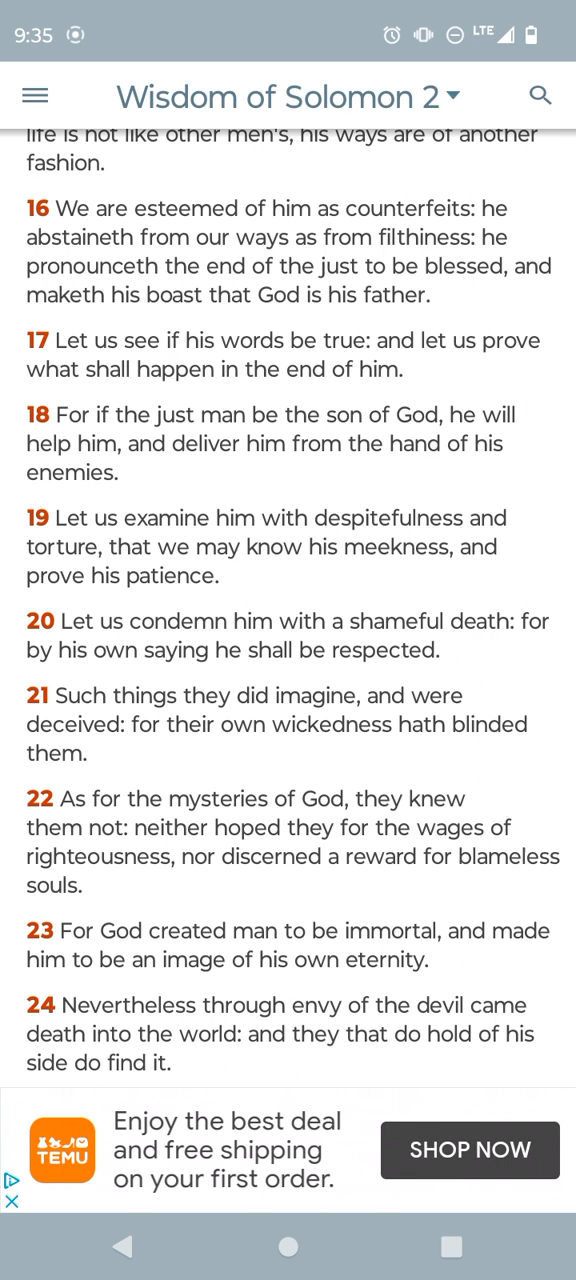 9:35
LTE
Wisdom of Solomon 2
life is not like other men's, his ways are of another
fashion.
16 We are esteemed of him as counterfeits: he
abstaineth from our ways as from filthiness: he
pronounceth the end of the just to be blessed, and
maketh his boast that God is his father.
17 Let us see if his words be true: and let us prove
what shall happen in the end of him.
18 For if the just man be the son of God, he will
help him, and deliver him from the hand of his
enemies.
19 Let us examine him with despitefulness and
torture, that we may know his meekness, and
prove his patience.
20 Let us condemn him with a shameful death: for
by his own saying he shall be respected.
21 Such things they did imagine, and were
deceived: for their own wickedness hath blinded
them.
22 As for the mysteries of God, they knew
them not: neither hoped they for the wages of
righteousness, nor discerned a reward for blameless
souls.
23 For God created man to be immortal, and made
him to be an image of his own eternity.
24 Nevertheless through envy of the devil came
death into the world: and they that do hold of his
side do find it.
TEMU
Enjoy the best deal
and free shipping
on your first order.
SHOP NOW